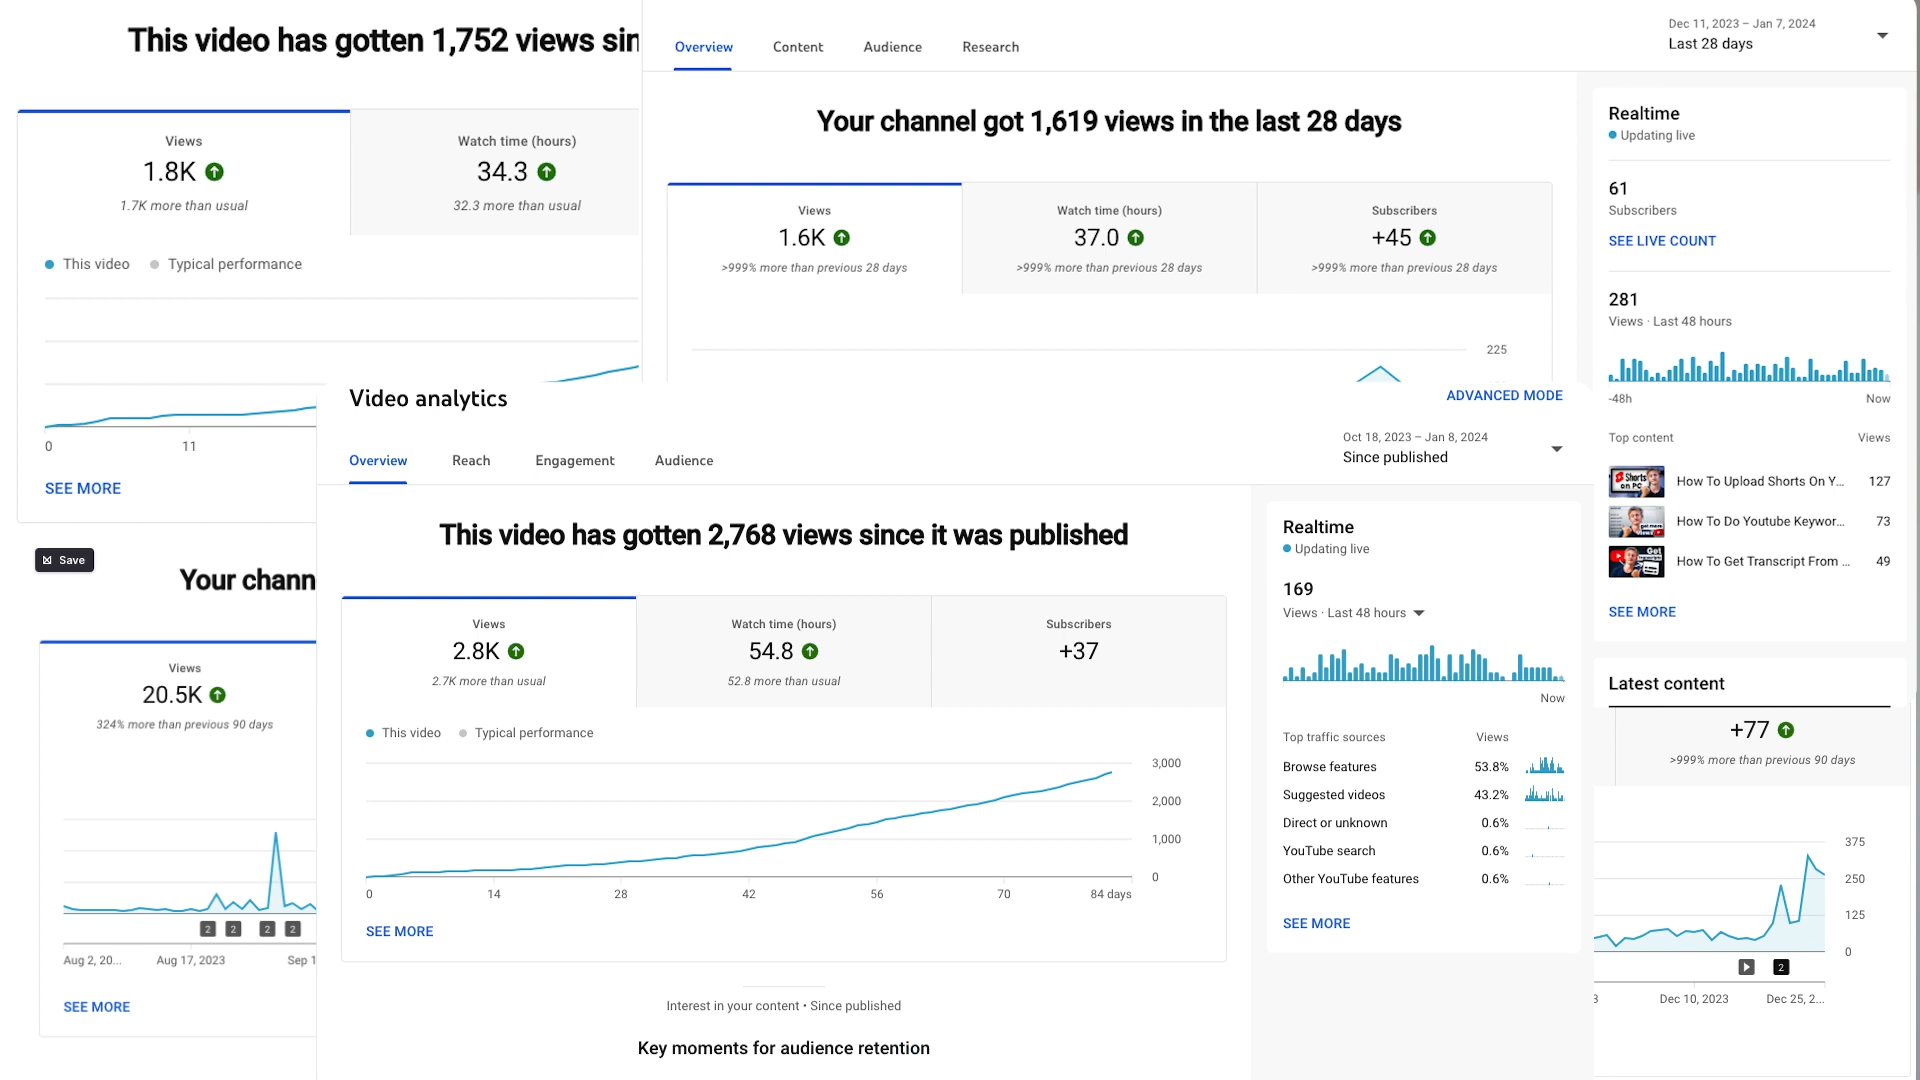 This video has gotten 1,752 views sin
Views
1.8K
1.7K more than usual
Watch time (hours)
34.3
32.3 more than usual
This video
Typical performance
0
11
SEE MORE
Overview
Content
Audience
Research
Dec 11, 2023 – Jan 7, 2024
Last 28 days
Your channel got 1,619 views in the last 28 days
Views
1.6K
>999% more than previous 28 days
Watch time (hours)
37.0
>999% more than previous 28 days
Subscribers
+45
>999% more than previous 28 days
225
Realtime
Updating live
61
Subscribers
SEE LIVE COUNT
281
Views · Last 48 hours
-48h
Now
Top content
Views
How To Upload Shorts On Y...
127
How To Do Youtube Keywor...
73
How To Get Transcript From ...
49
SEE MORE
Latest content
Save
Your chann
Views
20.5K
324% more than previous 90 days
2
2
2
2
Aug 2, 20...
Aug 17, 2023
Sep 1
SEE MORE
Video analytics
ADVANCED MODE
Overview
Reach
Engagement
Audience
Oct 18, 2023 – Jan 8, 2024
Since published
This video has gotten 2,768 views since it was published
Views
2.8K
2.7K more than usual
Watch time (hours)
54.8
52.8 more than usual
Subscribers
+37
This video
Typical performance
3,000
2,000
1,000
0
0
14
28
42
56
70
84 days
SEE MORE
Interest in your content • Since published
Key moments for audience retention
Realtime
Updating live
169
Views · Last 48 hours
Now
Top traffic sources
Views
Browse features
53.8%
Suggested videos
43.2%
Direct or unknown
0.6%
YouTube search
0.6%
Other YouTube features
0.6%
SEE MORE
+77
>999% more than previous 90 days
375
250
125
0
2
3
Dec 10, 2023
Dec 25, 2...